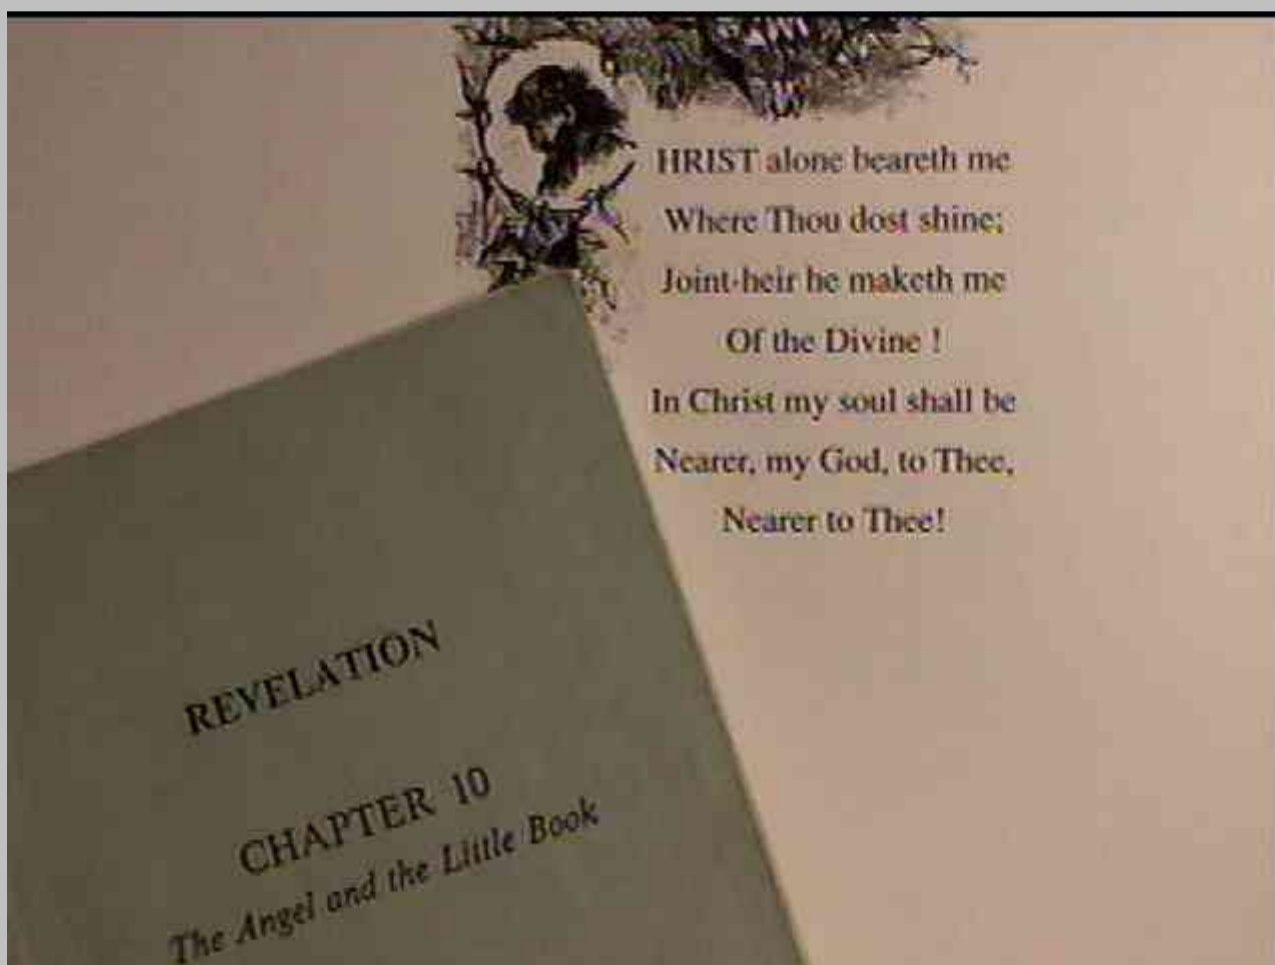 HRIST alone beareth me
Where Thou dost shine;
Joint-heir he maketh me
Of the Divine !
In Christ my soul shall be
Nearer, my God, to Thee,
Nearer to Thee!
REVELATION
CHAPTER 10
The Angel and the Little Book